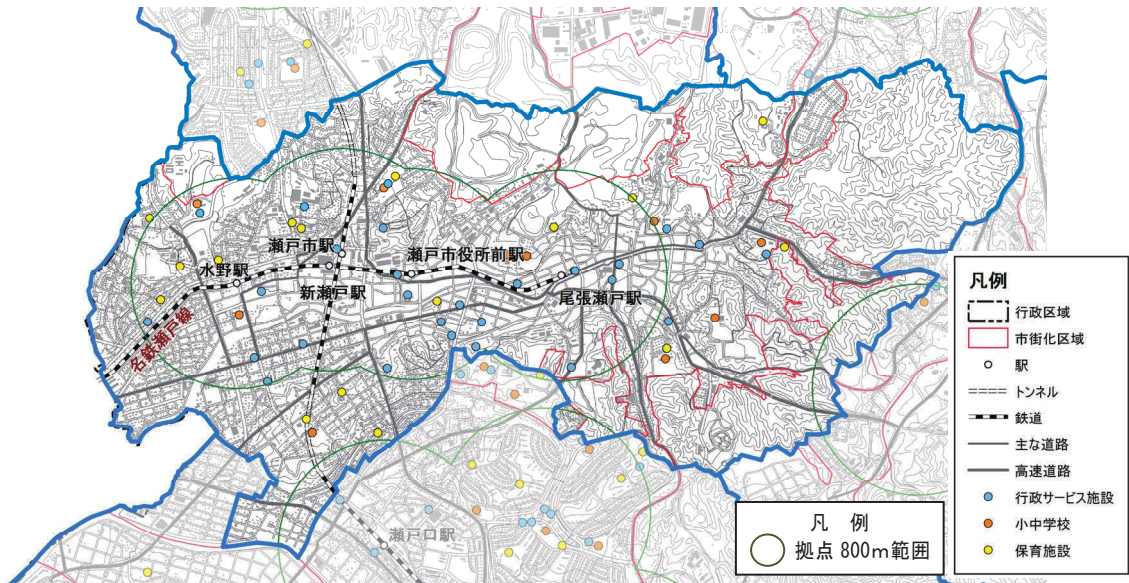 瀬戸市駅
瀬戸市役所前駅
水野駅
新瀬戸駅
尾張瀬戸駅
名鉄瀬戸線
瀬戸口駅
凡 例
拠点 800m範囲
凡例
行政区域
市街化区域
駅
トンネル
鉄道
主な道路
高速道路
行政サービス施設
小中学校
保育施設